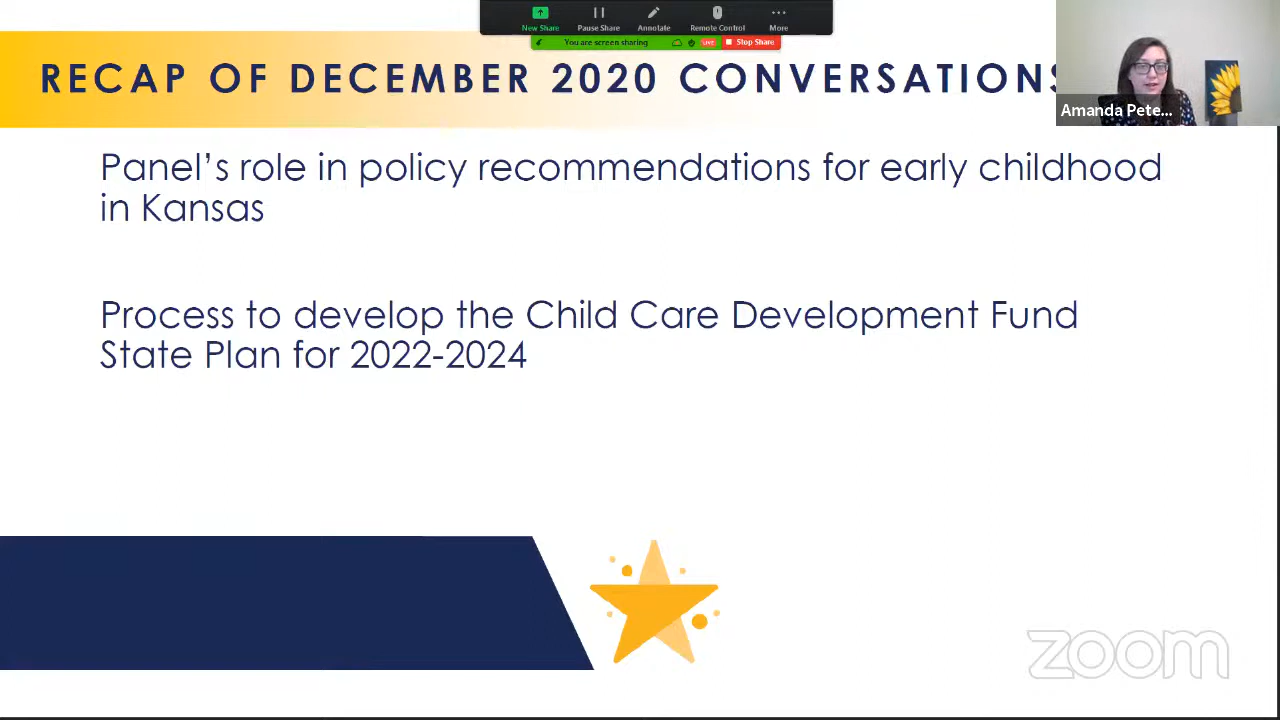 New Share
Pause Share
Annotate
Remote Control
More
You are screen sharing
LIVE
Stop Share
RECAP OF DECEMBER 2020 CONVERSATIONS
Amanda Pete...
Panel's role in policy recommendations for early childhood
in Kansas
Process to develop the Child Care Development Fund
State Plan for 2022-2024
zoom